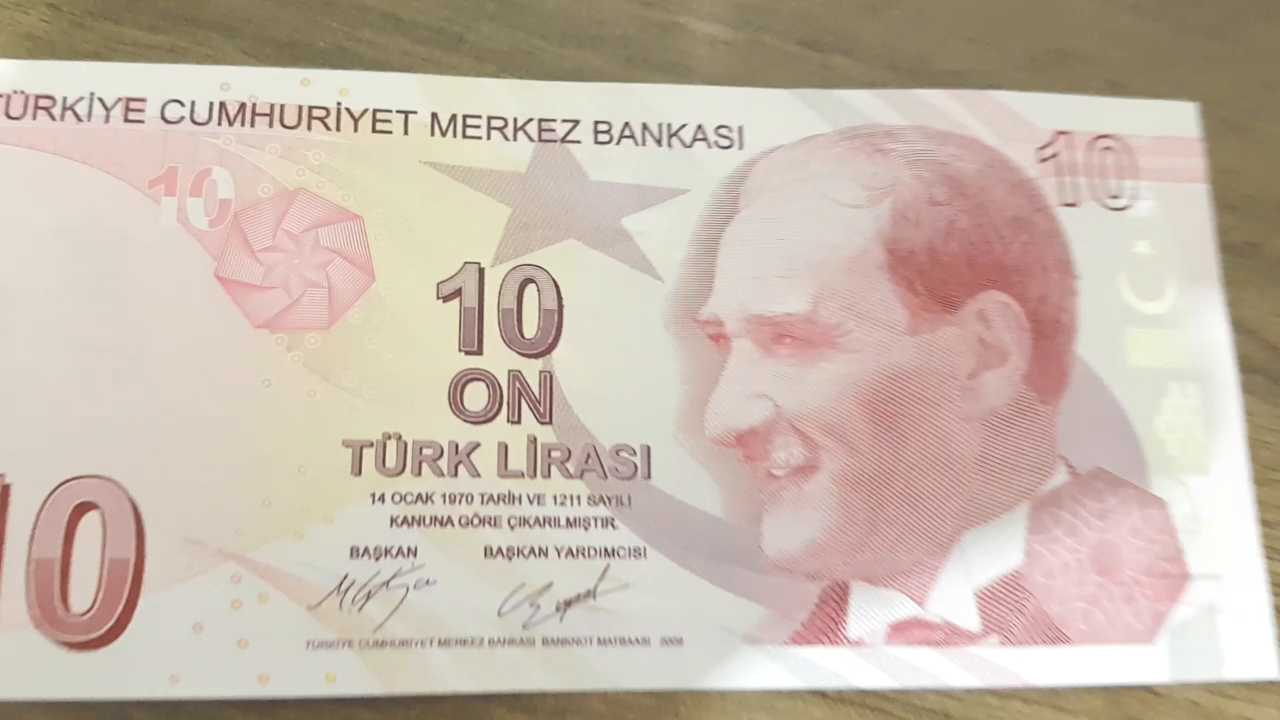 TÜRKİYE CUMHURİYET MERKEZ BANKASI
10
10
10
ON
TÜRK LİRASI
14 OCAK 1970 TARİH VE 1211 SAYILI
KANUNA GÖRE ÇIKARILMIŞTIR.
BAŞKAN BAŞKAN YARDIMCISI
10
TÜRKİYE CUMHURİYET MERKEZ BANKASI BANKNOT MATBAASI